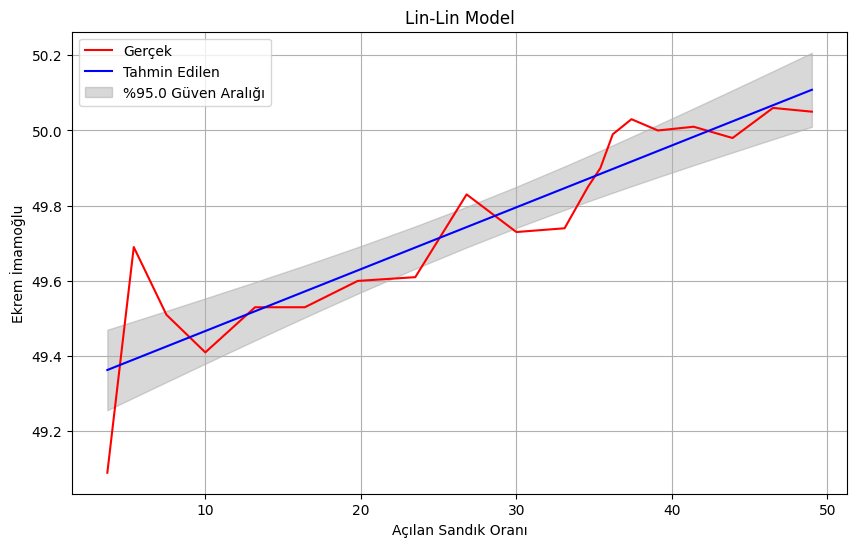 Lin-Lin Model
Gerçek
Tahmin Edilen
%95.0 Güven Aralığı
Ekrem İmamoğlu
50.2
50.0
49.8
49.6
49.4
49.2
10
20
30
40
50
Açılan Sandık Oranı